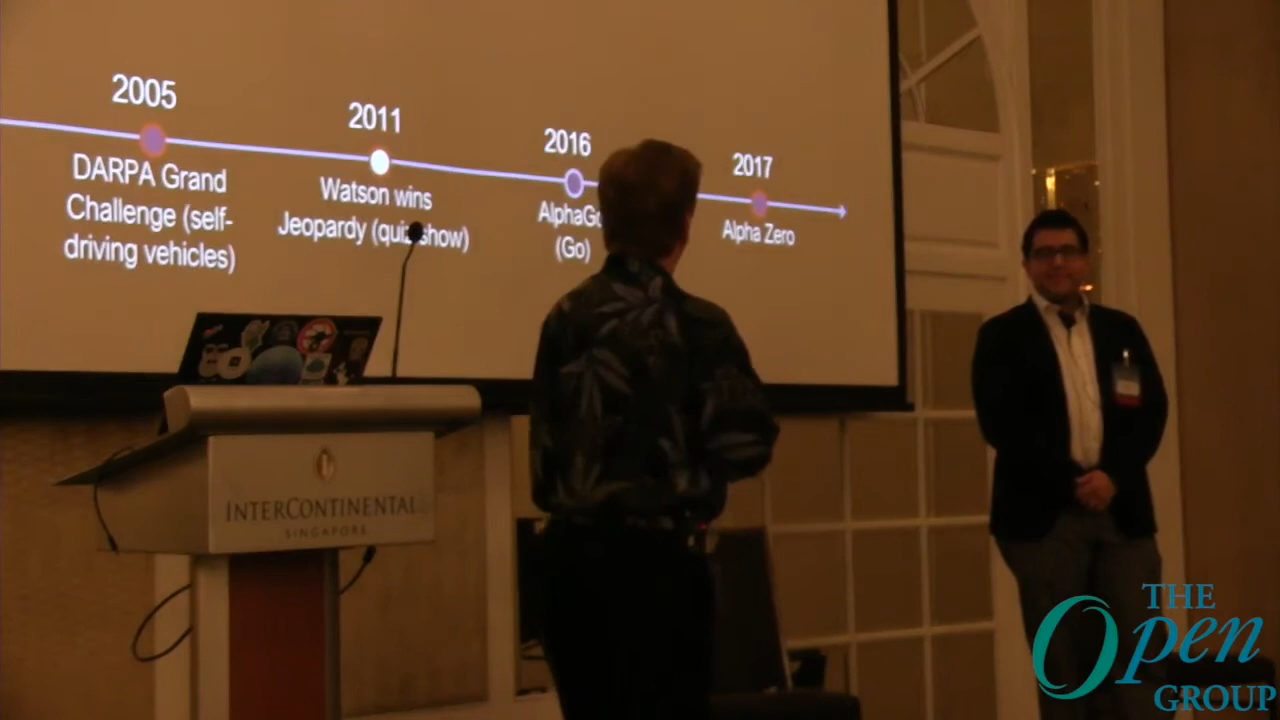 2005
DARPA Grand
Challenge (self-
driving vehicles)
2011
Watson wins
Jeopardy (quiz show)
2016
AlphaGo
(Go)
2017
Alpha Zero
INTERCONTINENTAL
SINGAPORE
THE
Open
GROUP